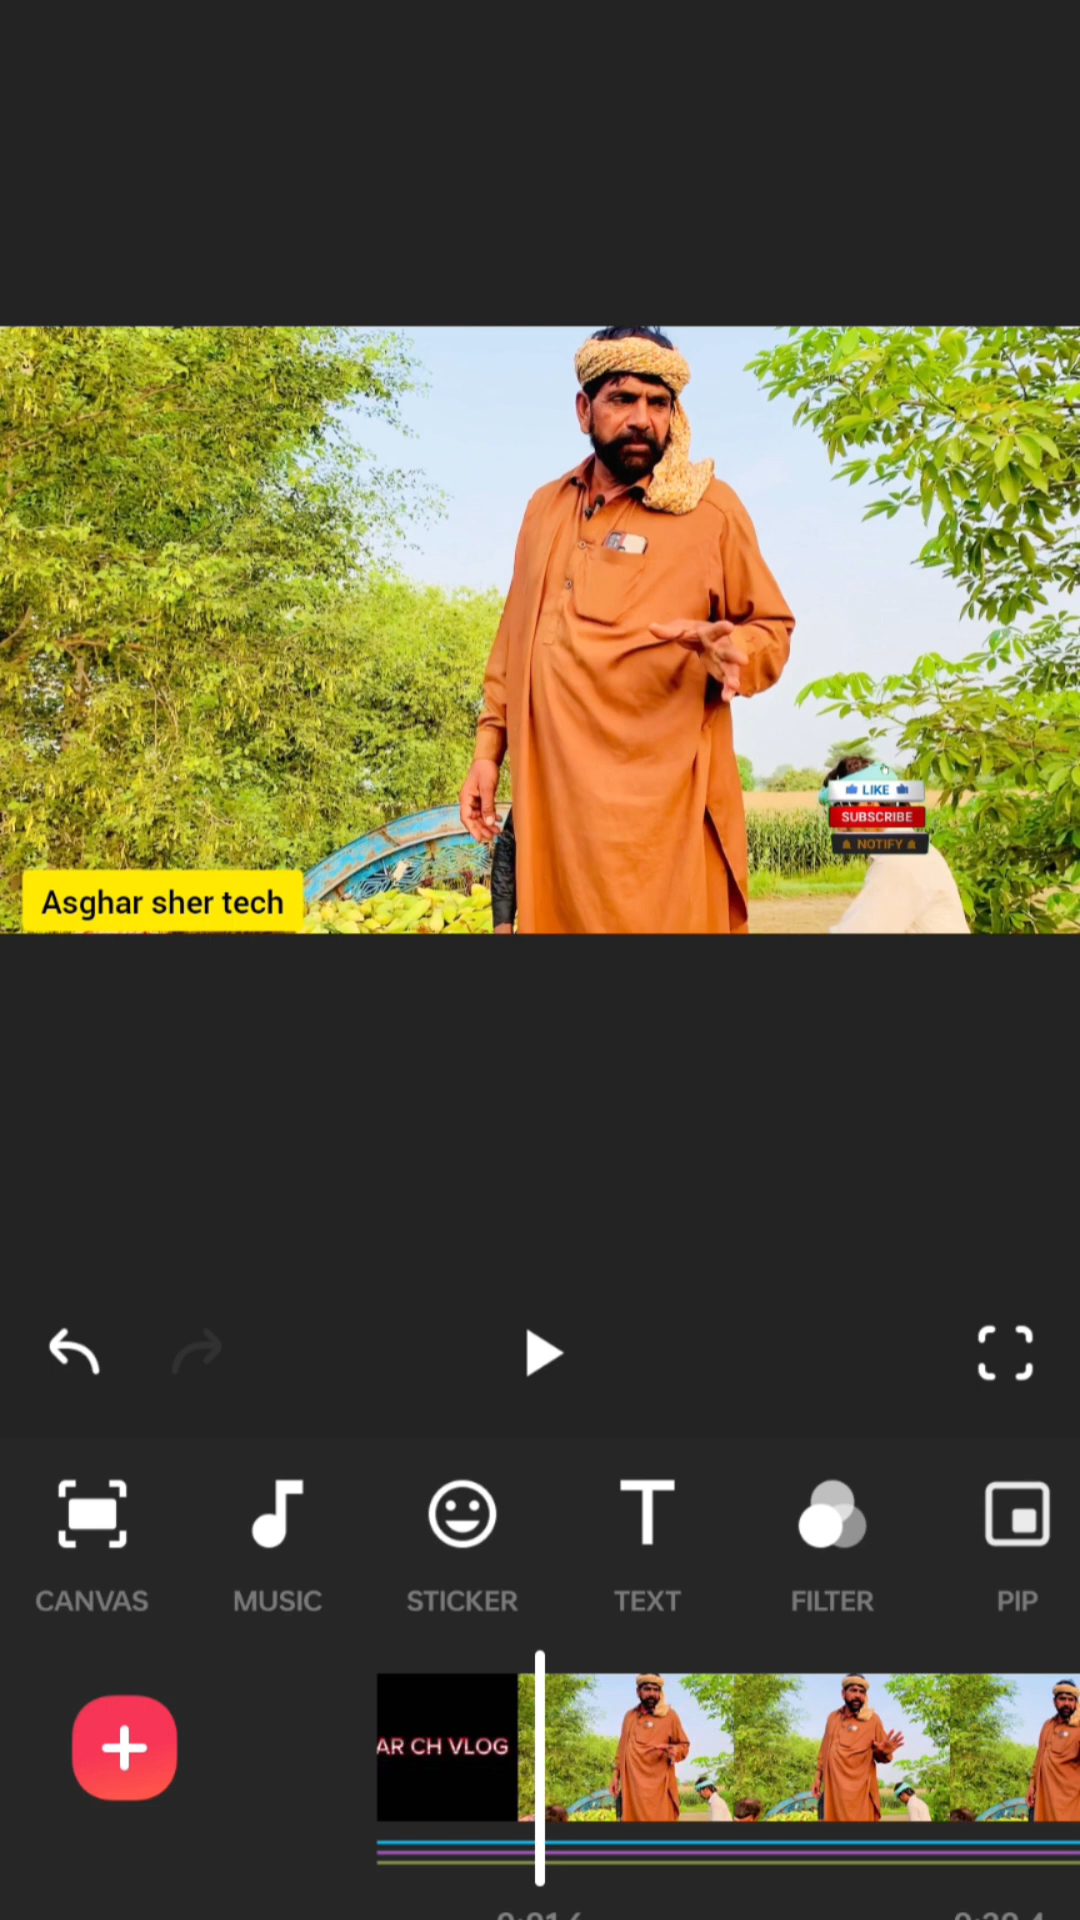 LIKE
SUBSCRIBE
NOTIFY
Asghar sher tech
CANVAS
MUSIC
STICKER
TEXT
FILTER
PIP
AR CH VLOG